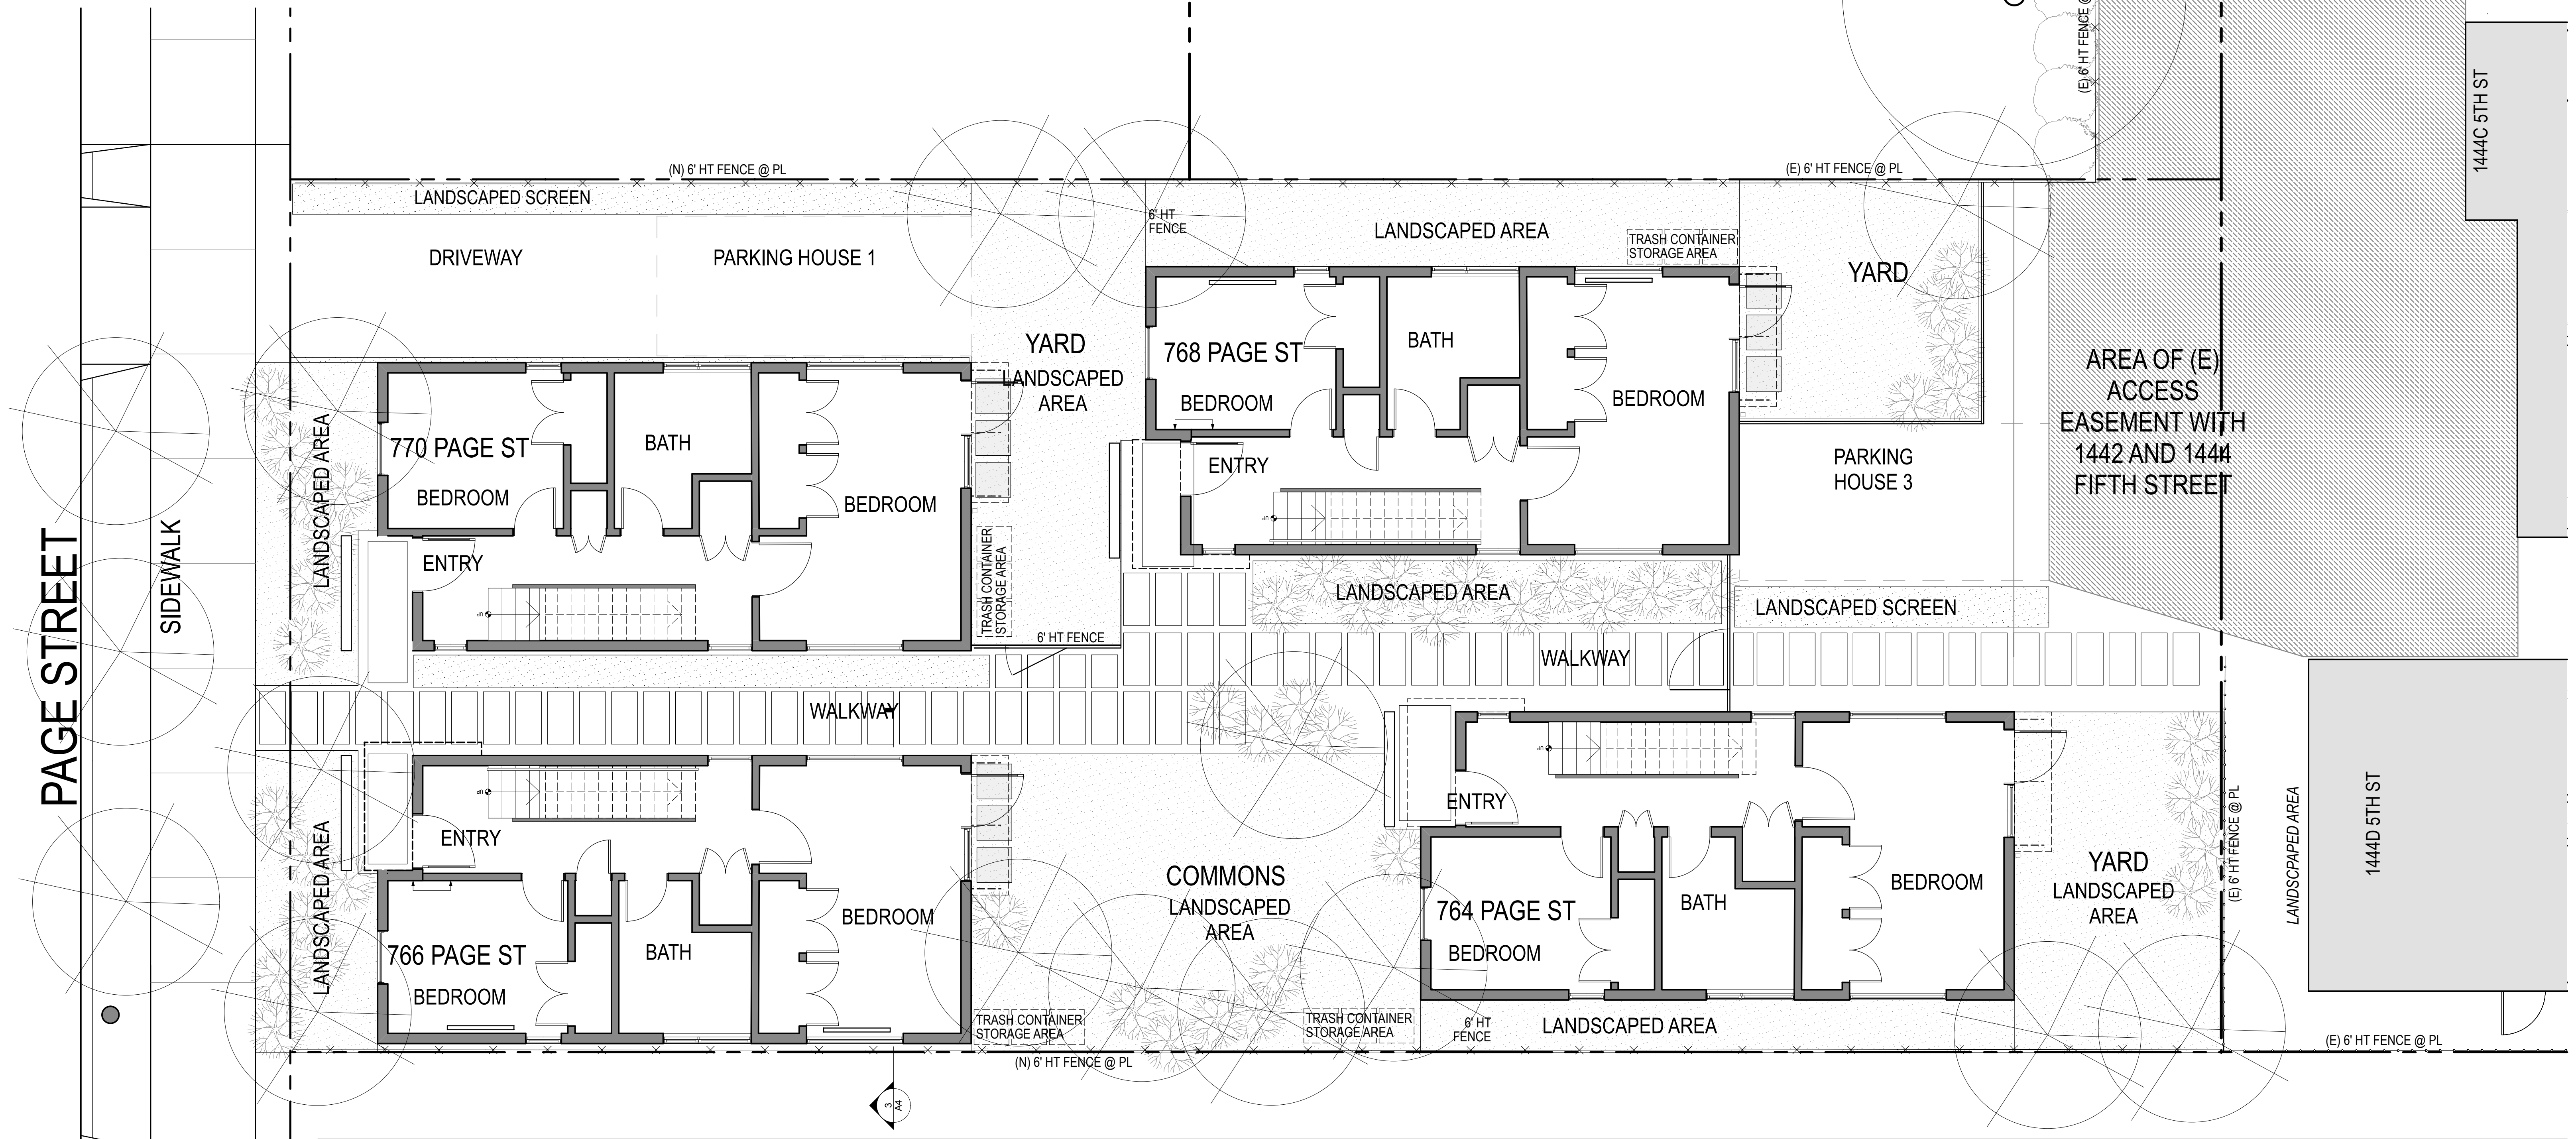 PAGE STREET
SIDEWALK
(N) 6' HT FENCE @ PL
LANDSCAPED SCREEN
DRIVEWAY
PARKING HOUSE 1
LANDSCAPED AREA
770 PAGE ST
BEDROOM
BATH
BEDROOM
ENTRY
TRASH CONTAINER
STORAGE AREA
YARD
LANDSCAPED
AREA
6' HT FENCE
6' HT
FENCE
LANDSCAPED AREA
TRASH CONTAINER
STORAGE AREA
768 PAGE ST
BEDROOM
BATH
BEDROOM
ENTRY
(E) 6' HT FENCE @ PL
YARD
PARKING
HOUSE 3
LANDSCAPED AREA
LANDSCAPED SCREEN
WALKWAY
(E) 6' HT FENCE @
AREA OF (E)
ACCESS
EASEMENT WITH
1442 AND 1444
FIFTH STREET
1444C 5TH ST
WALKWAY
LANDSCAPED AREA
ENTRY
766 PAGE ST
BEDROOM
BATH
BEDROOM
COMMONS
LANDSCAPED
AREA
TRASH CONTAINER
STORAGE AREA
TRASH CONTAINER
STORAGE AREA
(N) 6' HT FENCE @ PL
3
A4
ENTRY
764 PAGE ST
BEDROOM
BATH
BEDROOM
6' HT
FENCE
LANDSCAPED AREA
YARD
LANDSCAPED
AREA
(E) 6' HT FENCE @ PL
LANDSCAPED AREA
1444D 5TH ST
(E) 6' HT FENCE @ PL